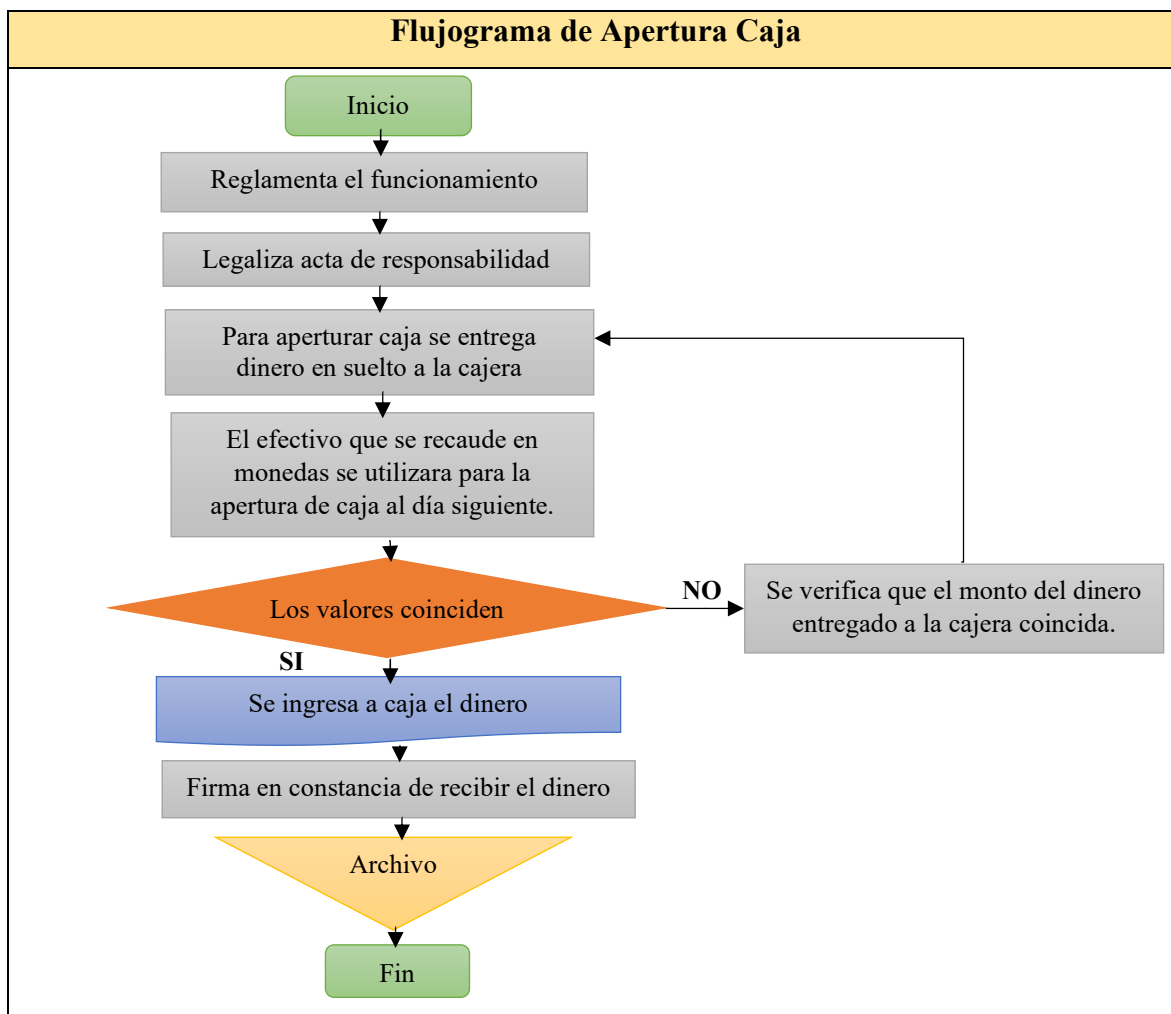 Flujograma de Apertura Caja
Inicio
Reglamenta el funcionamiento
Legaliza acta de responsabilidad
Para aperturar caja se entrega
dinero en suelto a la cajera
El efectivo que se recaude en
monedas se utilizara para la
apertura de caja al día siguiente.
Los valores coinciden
NO
Se verifica que el monto del dinero
entregado a la cajera coincida.
SI
Se ingresa a caja el dinero
Firma en constancia de recibir el dinero
Archivo
Fin